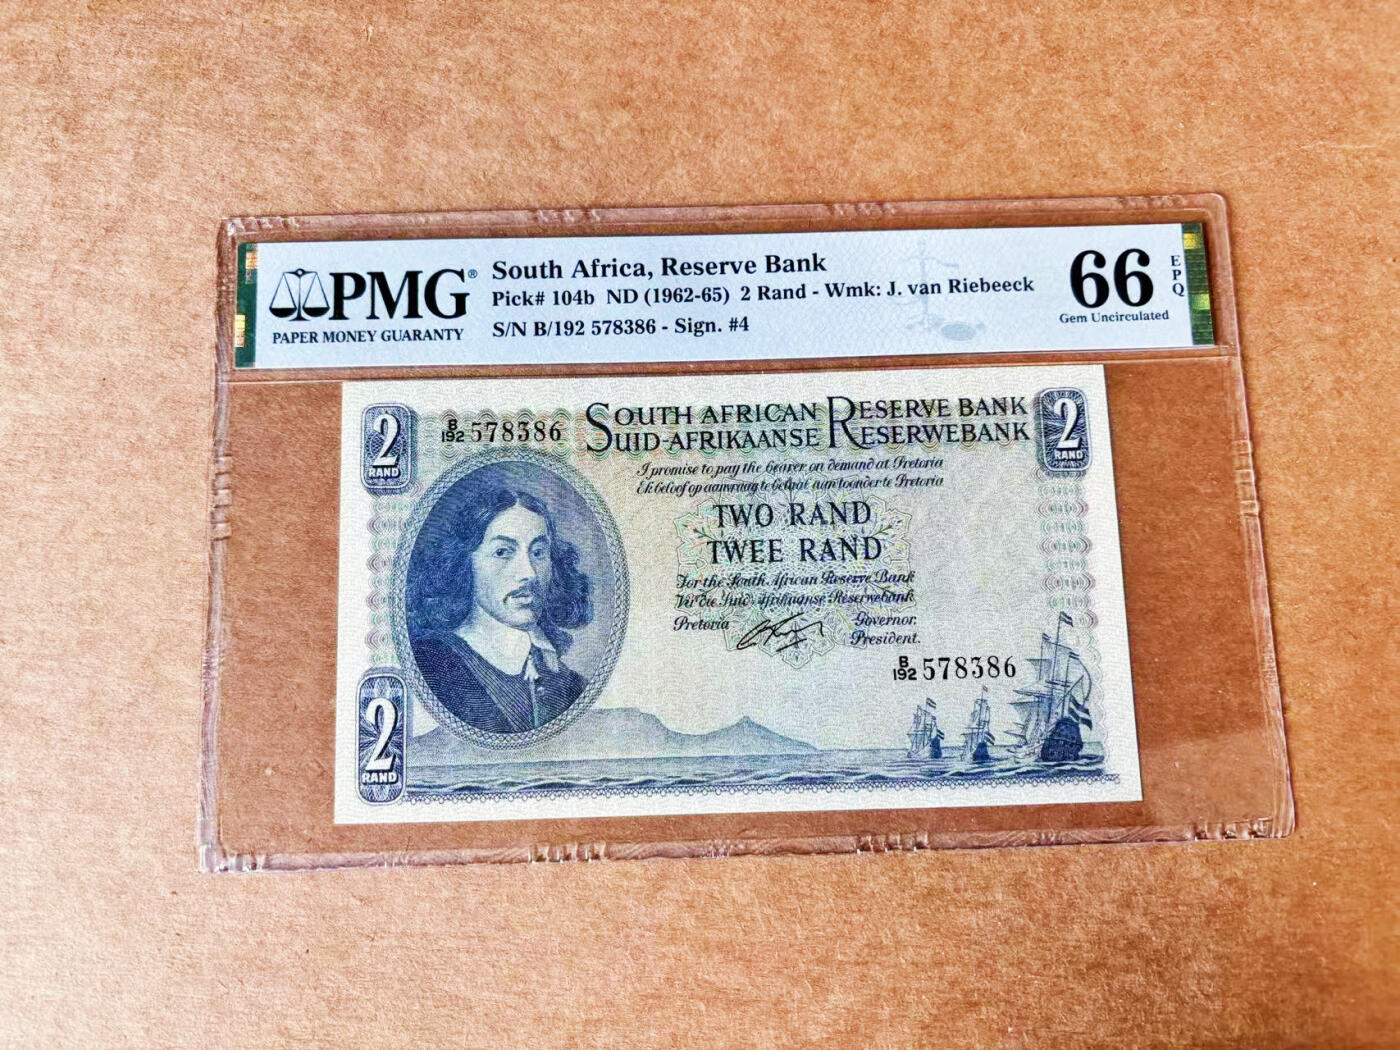 PMG®
PAPER MONEY GUARANTY
South Africa, Reserve Bank
Pick# 104b ND (1962-65) 2 Rand - Wmk: J. van Riebeeck
S/N B/192 578386 - Sign. #4
66
EPQ
Gem Uncirculated
2
RAND
B/192 578386
SOUTH AFRICAN RESERVE BANK
SUID-AFRIKAANSE RESERWEBANK
2
RAND
I promise to pay the bearer on demand at Pretoria
Ek beloof op aanvraag te betaal aan toonder te Pretoria
TWO RAND
TWEE RAND
For the South African Reserve Bank
Vir die Suid-Afrikaanse Reserwebank
Pretoria
Governor.
President.
B/192 578386
2
RAND